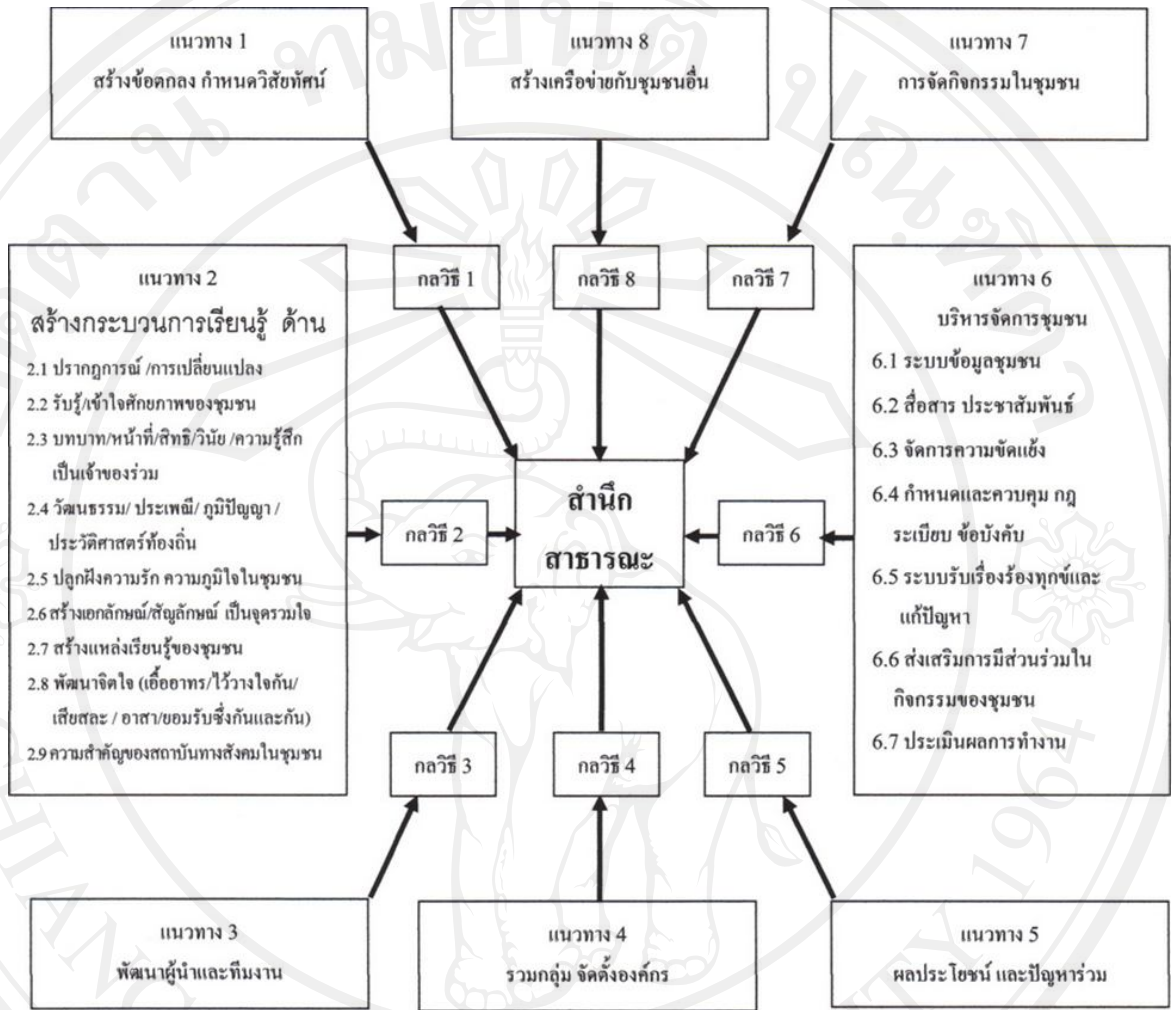 แนวทาง 1
สร้างข้อตกลง กำหนดวิสัยทัศน์
แนวทาง 8
สร้างเครือข่ายกับชุมชนอื่น
แนวทาง 7
การจัดกิจกรรมในชุมชน
กลวิธี 1
กลวิธี 8
กลวิธี 7
แนวทาง 2
สร้างกระบวนการเรียนรู้ ด้าน
2.1 ปรากฏการณ์ /การเปลี่ยนแปลง
2.2 รับรู้/เข้าใจศักยภาพของชุมชน
2.3 บทบาท/หน้าที่/สิทธิ/วินัย /ความรู้สึก
เป็นเจ้าของร่วม
2.4 วัฒนธรรม/ ประเพณี/ ภูมิปัญญา /
ประวัติศาสตร์ท้องถิ่น
2.5 ปลูกฝังความรัก ความภูมิใจในชุมชน
2.6 สร้างเอกลักษณ์/สัญลักษณ์ เป็นจุดรวมใจ
2.7 สร้างแหล่งเรียนรู้ของชุมชน
2.8 พัฒนาจิตใจ (เอื้ออาทร/ไว้วางใจกัน/
เสียสละ / อาสา/ยอมรับซึ่งกันและกัน)
2.9 ความสำคัญของสถาบันทางสังคมในชุมชน
กลวิธี 2
สำนึก
สาธารณะ
กลวิธี 6
แนวทาง 6
บริหารจัดการชุมชน
6.1 ระบบข้อมูลชุมชน
6.2 สื่อสาร ประชาสัมพันธ์
6.3 จัดการความขัดแย้ง
6.4 กำหนดและควบคุม กฎ
ระเบียบ ข้อบังคับ
6.5 ระบบรับเรื่องร้องทุกข์และ
แก้ปัญหา
6.6 ส่งเสริมการมีส่วนร่วมใน
กิจกรรมของชุมชน
6.7 ประเมินผลการทำงาน
กลวิธี 3
กลวิธี 4
กลวิธี 5
แนวทาง 3
พัฒนาผู้นำและทีมงาน
แนวทาง 4
รวมกลุ่ม จัดตั้งองค์กร
แนวทาง 5
ผลประโยชน์ และปัญหาร่วม
1964